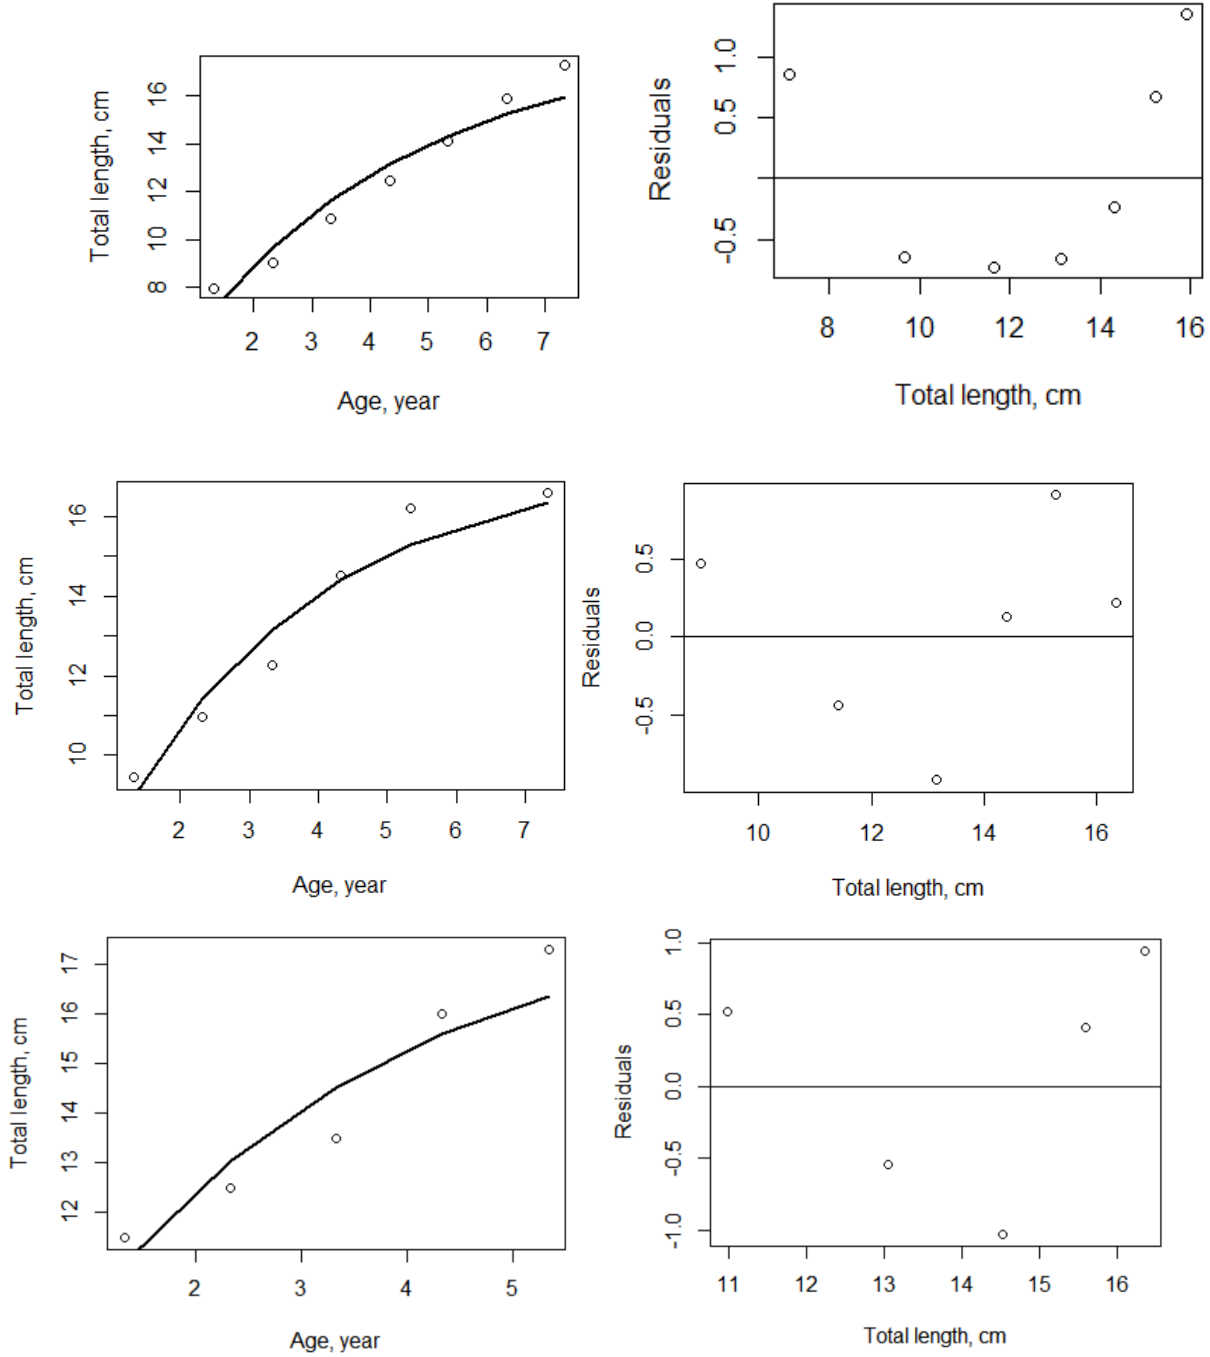 Total length, cm
16
14
12
10
8
2 3 4 5 6 7
Age, year
Residuals
1.0
0.5
-0.5
8 10 12 14 16
Total length, cm
Total length, cm
16
14
12
10
2 3 4 5 6 7
Age, year
Residuals
0.5
0.0
-0.5
10 12 14 16
Total length, cm
Total length, cm
17
16
15
14
13
12
2 3 4 5
Age, year
Residuals
1.0
0.5
0.0
-0.5
-1.0
11 12 13 14 15 16
Total length, cm